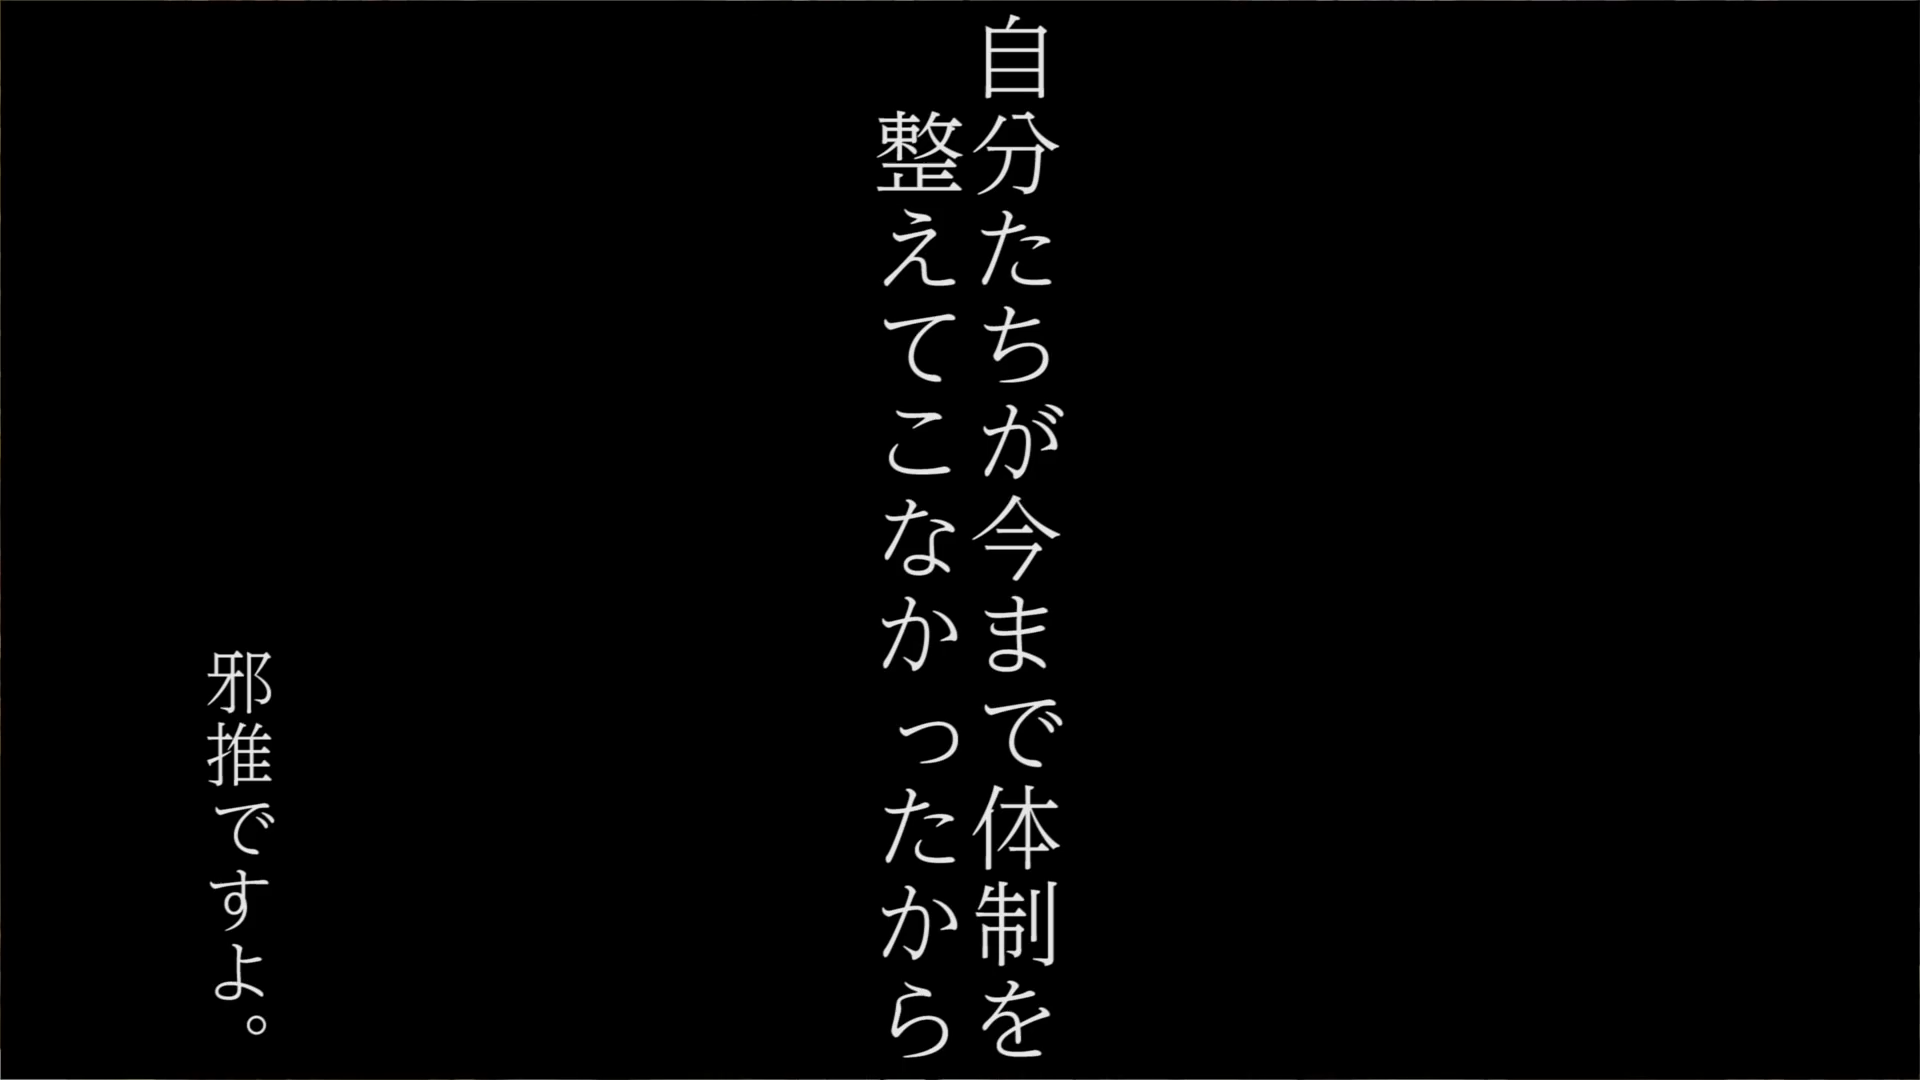 自分たちが今まで体制を
整えてこなかったから
邪推ですよ。